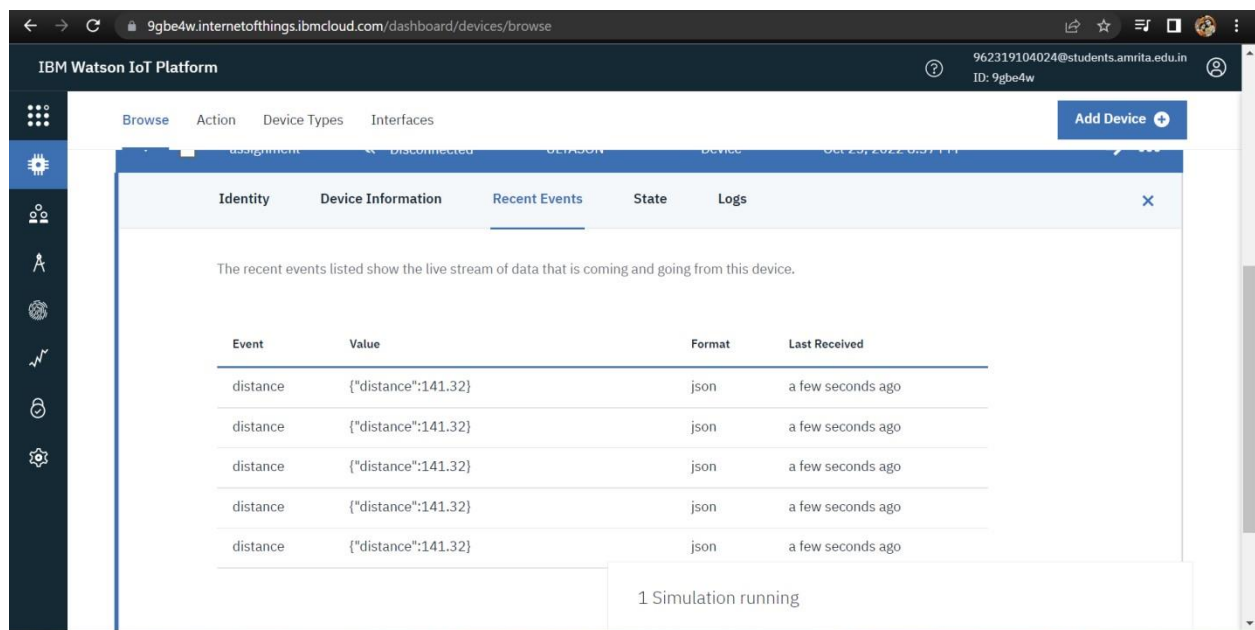 9gbe4w.internetofthings.ibmcloud.com/dashboard/devices/browse
IBM Watson IoT Platform
962319104024@students.amrita.edu.in
ID: 9gbe4w
Browse Action Device Types Interfaces
Add Device
assignment Disconnected Device
Identity Device Information Recent Events State Logs
The recent events listed show the live stream of data that is coming and going from this device.
Event Value Format Last Received
distance {"distance":141.32} json a few seconds ago
distance {"distance":141.32} json a few seconds ago
distance {"distance":141.32} json a few seconds ago
distance {"distance":141.32} json a few seconds ago
distance {"distance":141.32} json a few seconds ago
1 Simulation running